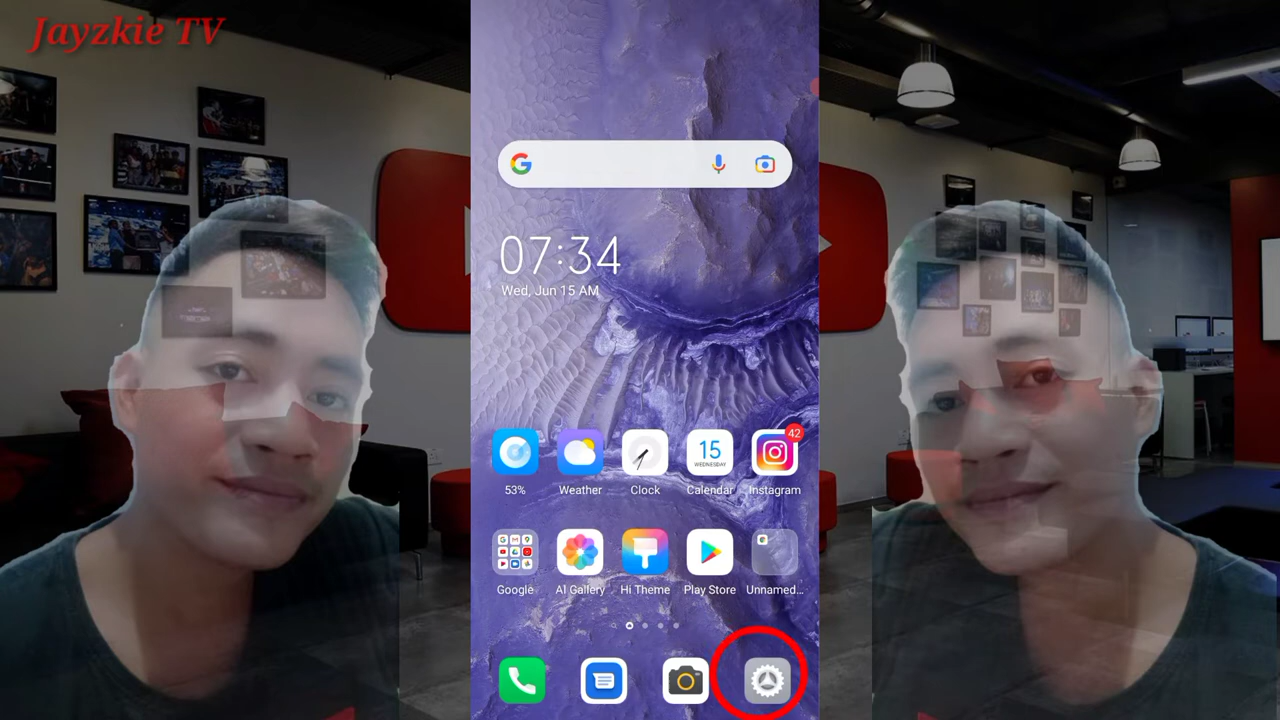 Jayzkie TV
07:34
Wed, Jun 15 AM
42
15
WEDNESDAY
53%
Weather
Clock
Calendar
Instagram
Google
AI Gallery
Hi Theme
Play Store
Unnamed...